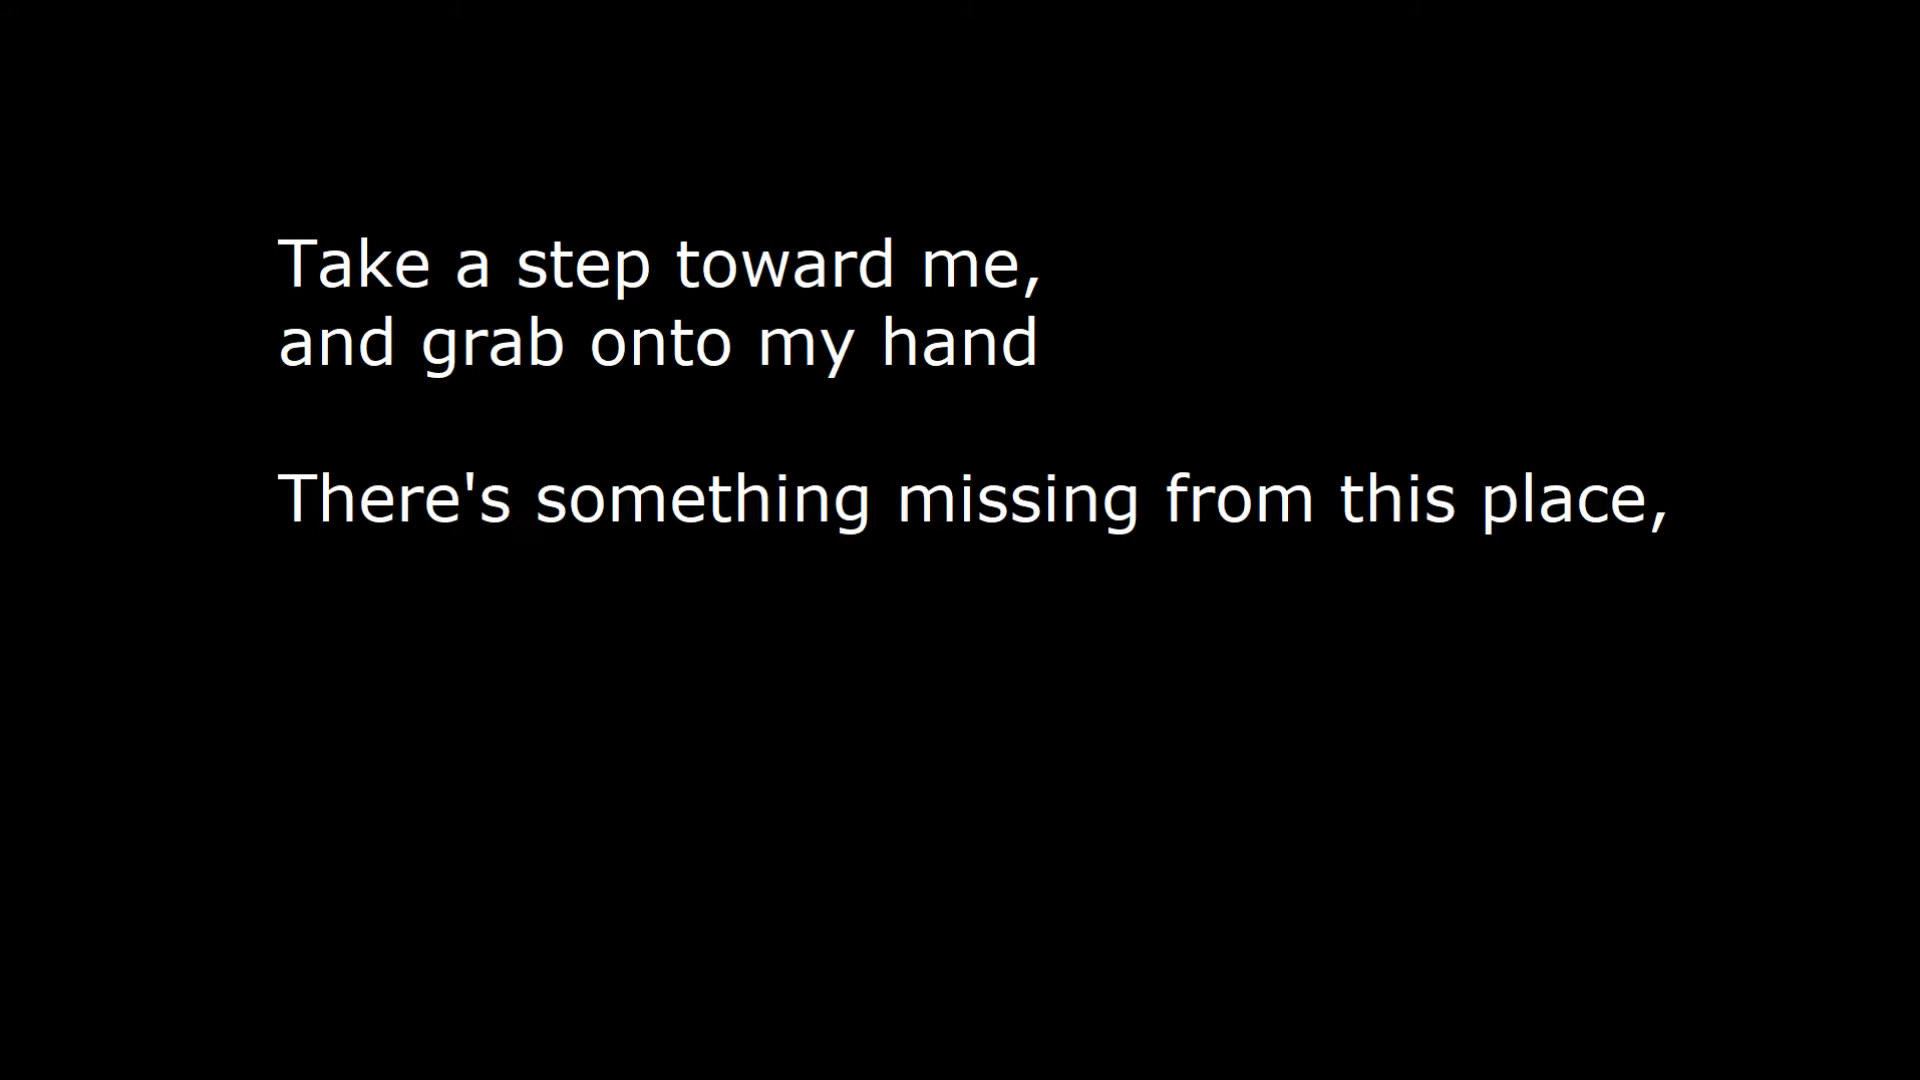 Take a step toward me,
and grab onto my hand
There's something missing from this place,